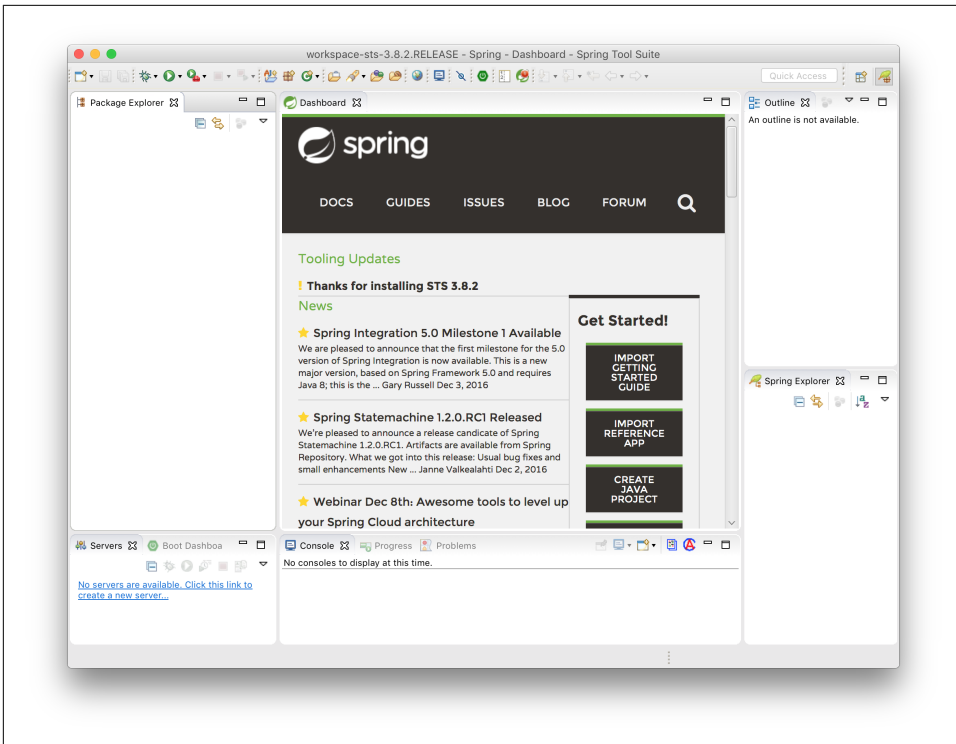 workspace-sts-3.8.2.RELEASE - Spring - Dashboard - Spring Tool Suite
Quick Access
Package Explorer
Dashboard
Outline
An outline is not available.
spring
DOCS GUIDES ISSUES BLOG FORUM
Tooling Updates
! Thanks for installing STS 3.8.2
News
Spring Integration 5.0 Milestone 1 Available
We are pleased to announce that the first milestone for the 5.0
version of Spring Integration is now available. This is a new
major version, based on Spring Framework 5.0 and requires
Java 8; this is the ... Gary Russell Dec 3, 2016
Spring Statemachine 1.2.0.RC1 Released
We're pleased to announce a release candicate of Spring
Statemachine 1.2.0.RC1. Artifacts are available from Spring
Repository. What we got into this release: Usual bug fixes and
small enhancements New ... Janne Valkealahti Dec 2, 2016
Webinar Dec 8th: Awesome tools to level up
your Spring Cloud architecture
Get Started!
IMPORT
GETTING
STARTED
GUIDE
IMPORT
REFERENCE
APP
CREATE
JAVA
PROJECT
Spring Explorer
Servers
Boot Dashboa
No servers are available. Click this link to
create a new server...
Console
Progress
Problems
No consoles to display at this time.